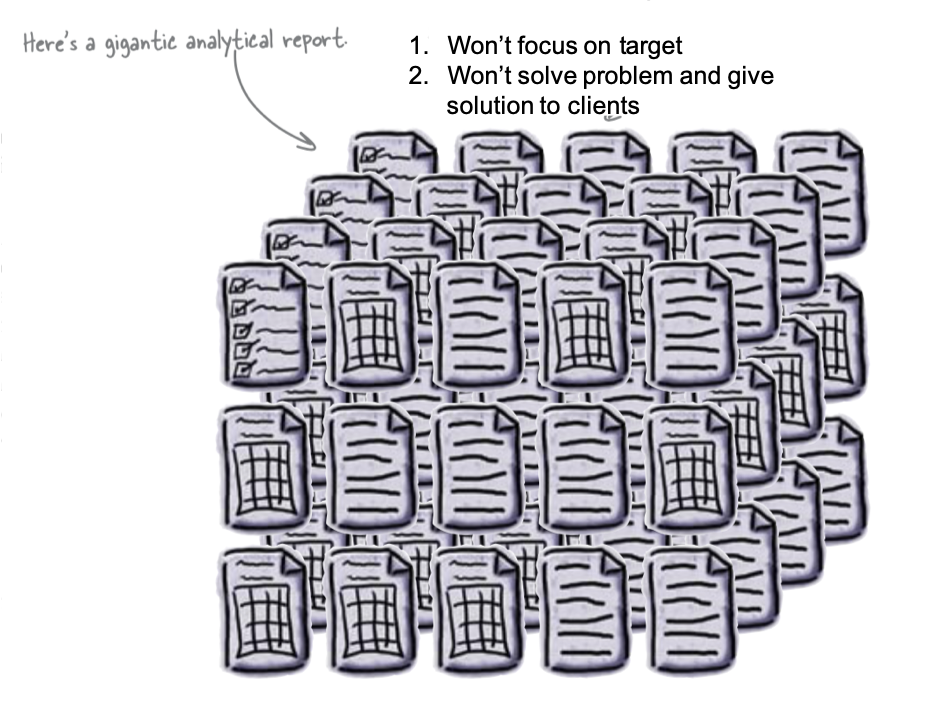 Here's a gigantic analytical report.
1. Won’t focus on target
2. Won’t solve problem and give
solution to clients